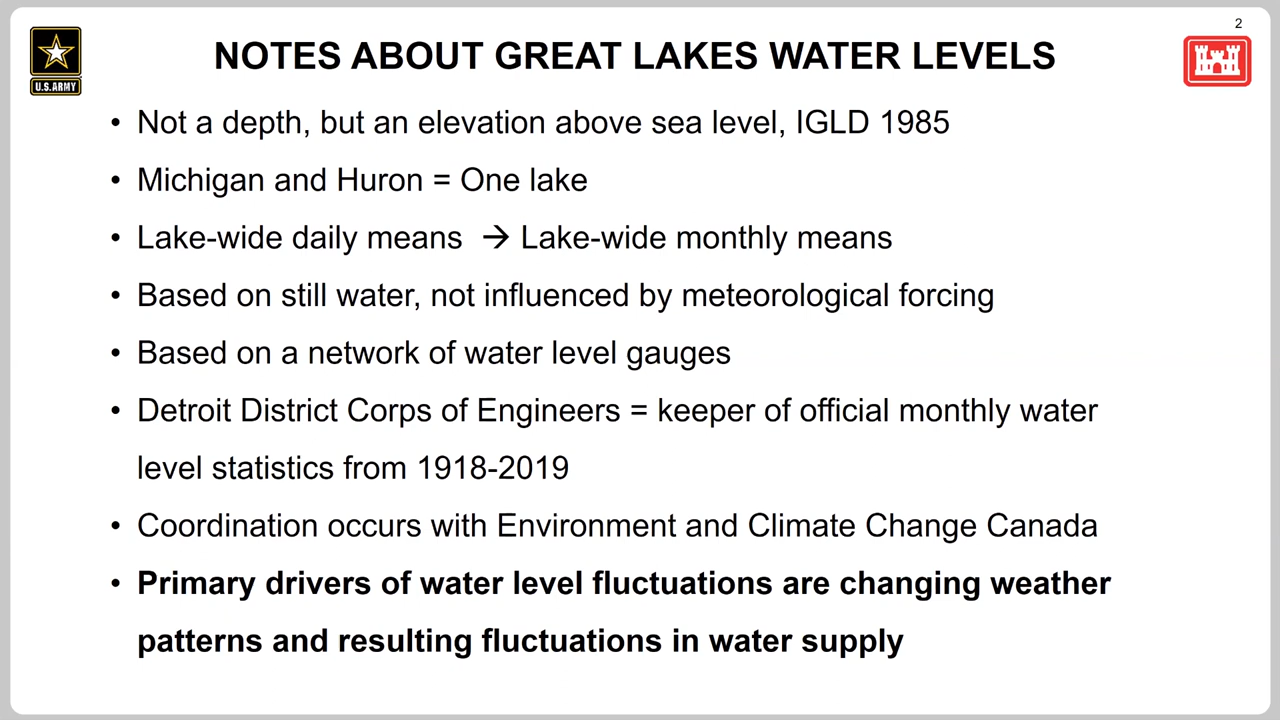 2
NOTES ABOUT GREAT LAKES WATER LEVELS
U.S.ARMY
• Not a depth, but an elevation above sea level, IGLD 1985
• Michigan and Huron = One lake
• Lake-wide daily means → Lake-wide monthly means
• Based on still water, not influenced by meteorological forcing
• Based on a network of water level gauges
• Detroit District Corps of Engineers = keeper of official monthly water
level statistics from 1918-2019
• Coordination occurs with Environment and Climate Change Canada
• Primary drivers of water level fluctuations are changing weather
patterns and resulting fluctuations in water supply